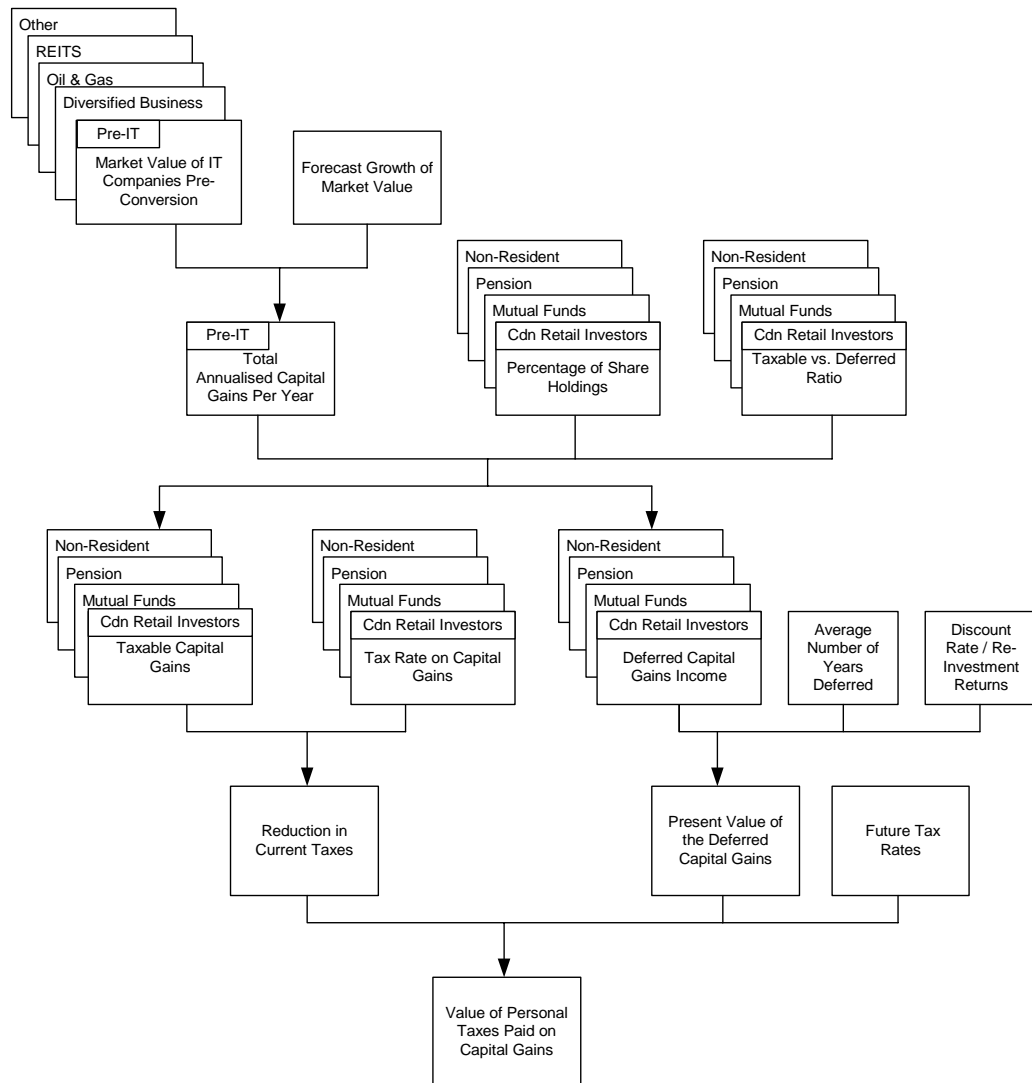 Other
REITS
Oil & Gas
Diversified Business
Pre-IT
Market Value of IT
Companies Pre-
Conversion
Forecast Growth of
Market Value
Non-Resident
Pension
Mutual Funds
Cdn Retail Investors
Percentage of Share
Holdings
Non-Resident
Pension
Mutual Funds
Cdn Retail Investors
Taxable vs. Deferred
Ratio
Pre-IT
Total
Annualised Capital
Gains Per Year
Non-Resident
Pension
Mutual Funds
Cdn Retail Investors
Taxable Capital
Gains
Non-Resident
Pension
Mutual Funds
Cdn Retail Investors
Tax Rate on Capital
Gains
Non-Resident
Pension
Mutual Funds
Cdn Retail Investors
Deferred Capital
Gains Income
Average
Number of
Years
Deferred
Discount
Rate / Re-
Investment
Returns
Reduction in
Current Taxes
Present Value of
the Deferred
Capital Gains
Future Tax
Rates
Value of Personal
Taxes Paid on
Capital Gains